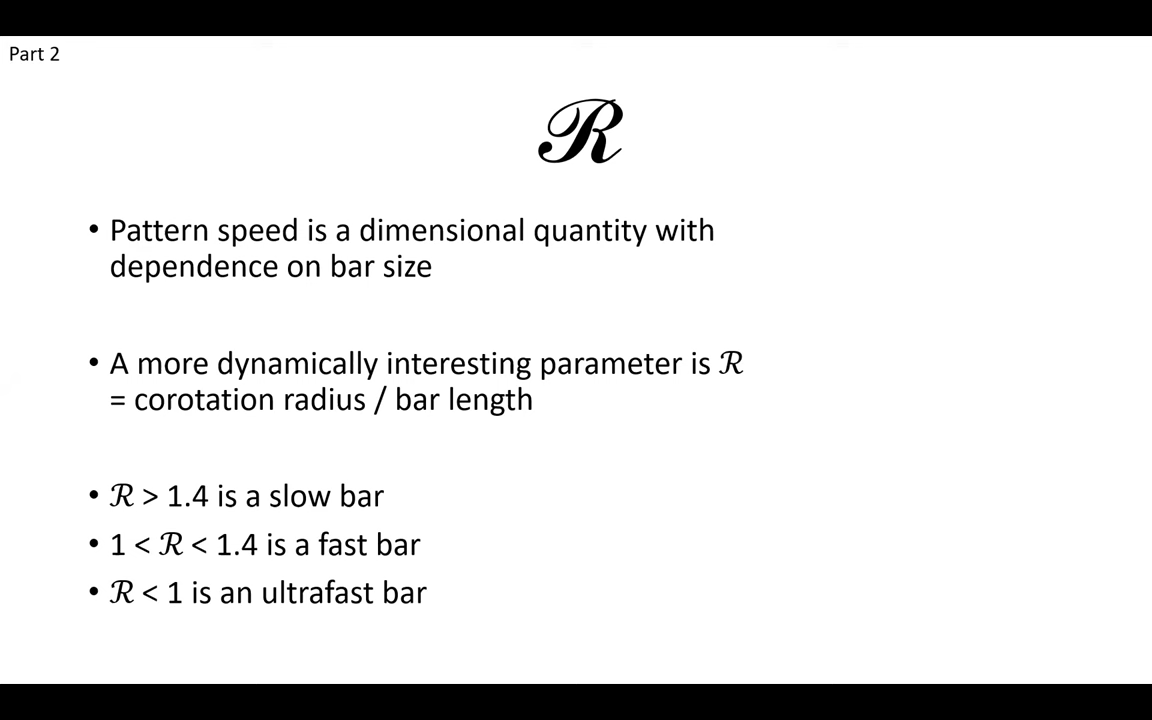 Part 2
ℛ
• Pattern speed is a dimensional quantity with
dependence on bar size
• A more dynamically interesting parameter is ℛ
= corotation radius / bar length
• ℛ > 1.4 is a slow bar
• 1 < ℛ < 1.4 is a fast bar
• ℛ < 1 is an ultrafast bar